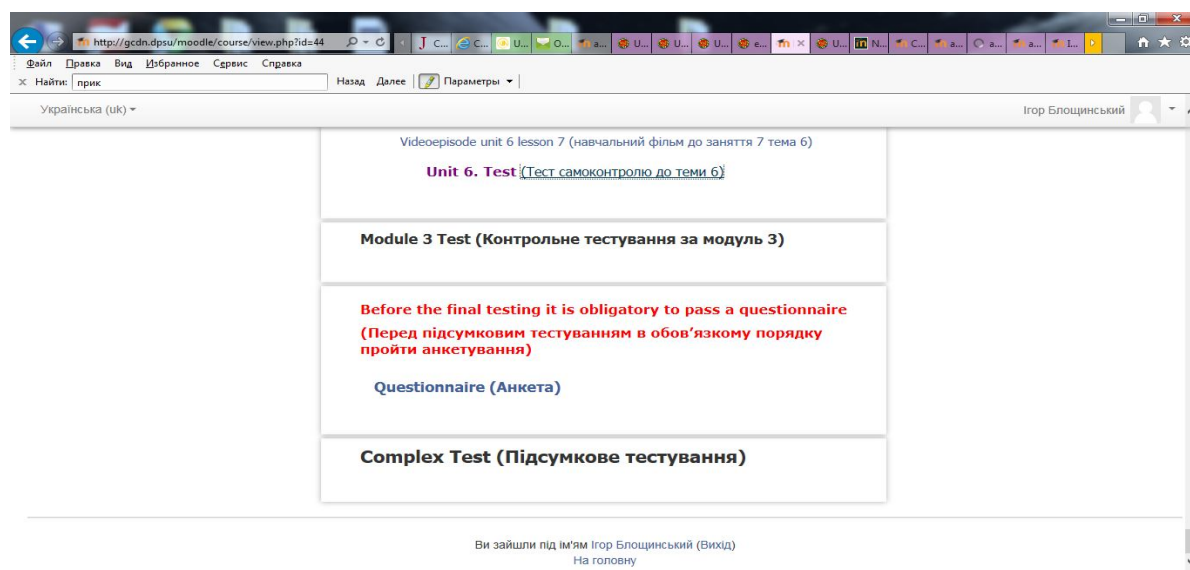 http://gcdn.dpsu/moodle/course/view.php?id=44
J C... C... U... O... a... U... U... U... e... U... N... C... a... a... a... I...
Файл Правка Вид Избранное Сервис Справка
x Найти: прик Назад Далее Параметры
Українська (uk) Ігор Блощинський
Videoepisode unit 6 lesson 7 (навчальний фільм до заняття 7 тема 6)
Unit 6. Test (Тест самоконтролю до теми 6)
Module 3 Test (Контрольне тестування за модуль 3)
Before the final testing it is obligatory to pass a questionnaire
(Перед підсумковим тестуванням в обов’язкому порядку
пройти анкетування)
Questionnaire (Анкета)
Complex Test (Підсумкове тестування)
Ви зайшли під ім'ям Ігор Блощинський (Вихід)
На головну